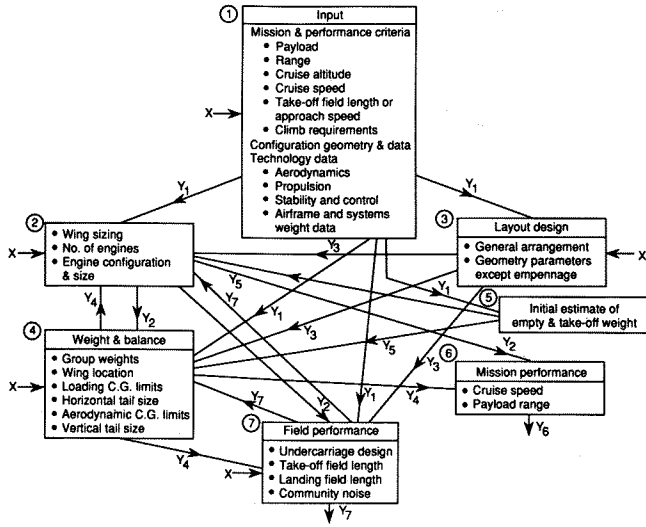 1
Input
Mission & performance criteria
• Payload
• Range
• Cruise altitude
• Cruise speed
• Take-off field length or
approach speed
• Climb requirements
Configuration geometry & data
Technology data
• Aerodynamics
• Propulsion
• Stability and control
• Airframe and systems
weight data
X
Y1
Y1
2
• Wing sizing
• No. of engines
• Engine configuration
& size
X
3
Layout design
• General arrangement
• Geometry parameters
except empennage
X
Y3
Y5
Y7
Y1
5
Initial estimate of
empty & take-off weight
Y4
Y2
Y1
Y3
Y5
Y3
Y2
4
Weight & balance
• Group weights
• Wing location
• Loading C.G. limits
• Horizontal tail size
• Aerodynamic C.G. limits
• Vertical tail size
X
6
Mission performance
• Cruise speed
• Payload range
Y4
Y6
Y7
Y2
Y1
Y4
7
Field performance
• Undercarriage design
• Take-off field length
• Landing field length
• Community noise
X
Y7